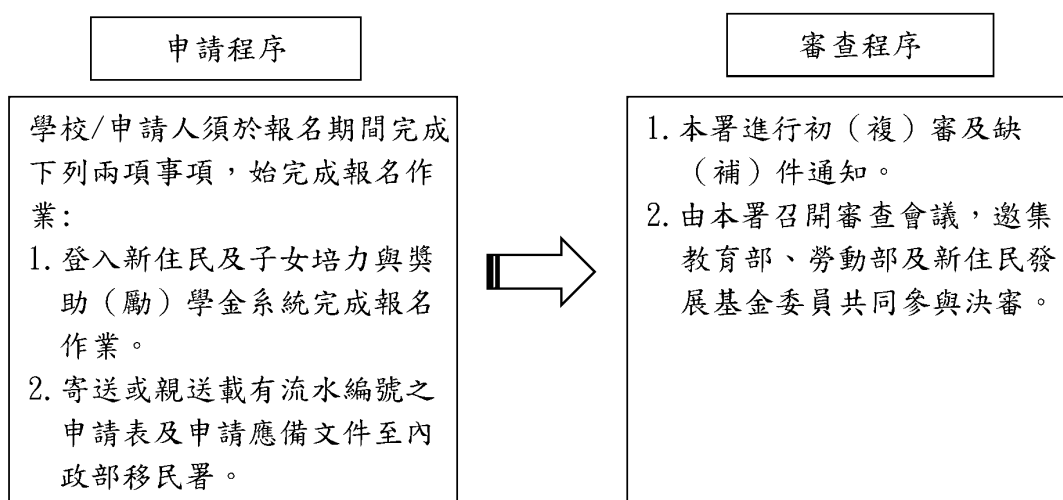 申請程序
學校/申請人須於報名期間完成
下列兩項事項，始完成報名作
業:
1. 登入新住民及子女培力與獎
助（勵）學金系統完成報名
作業。
2. 寄送或親送載有流水編號之
申請表及申請應備文件至內
政部移民署。
審查程序
1. 本署進行初（複）審及缺
（補）件通知。
2. 由本署召開審查會議，邀集
教育部、勞動部及新住民發
展基金委員共同參與決審。